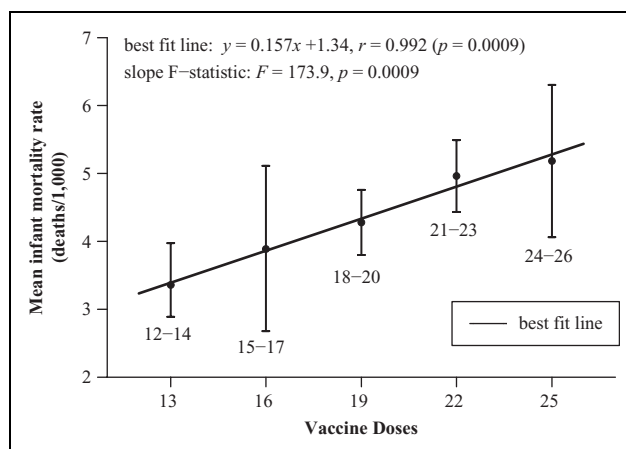 best fit line: y = 0.157x +1.34, r = 0.992 (p = 0.0009)
slope F−statistic: F = 173.9, p = 0.0009
Mean infant mortality rate
(deaths/1,000)
7
6
5
4
3
2
12−14
15−17
18−20
21−23
24−26
best fit line
13 16 19 22 25
Vaccine Doses